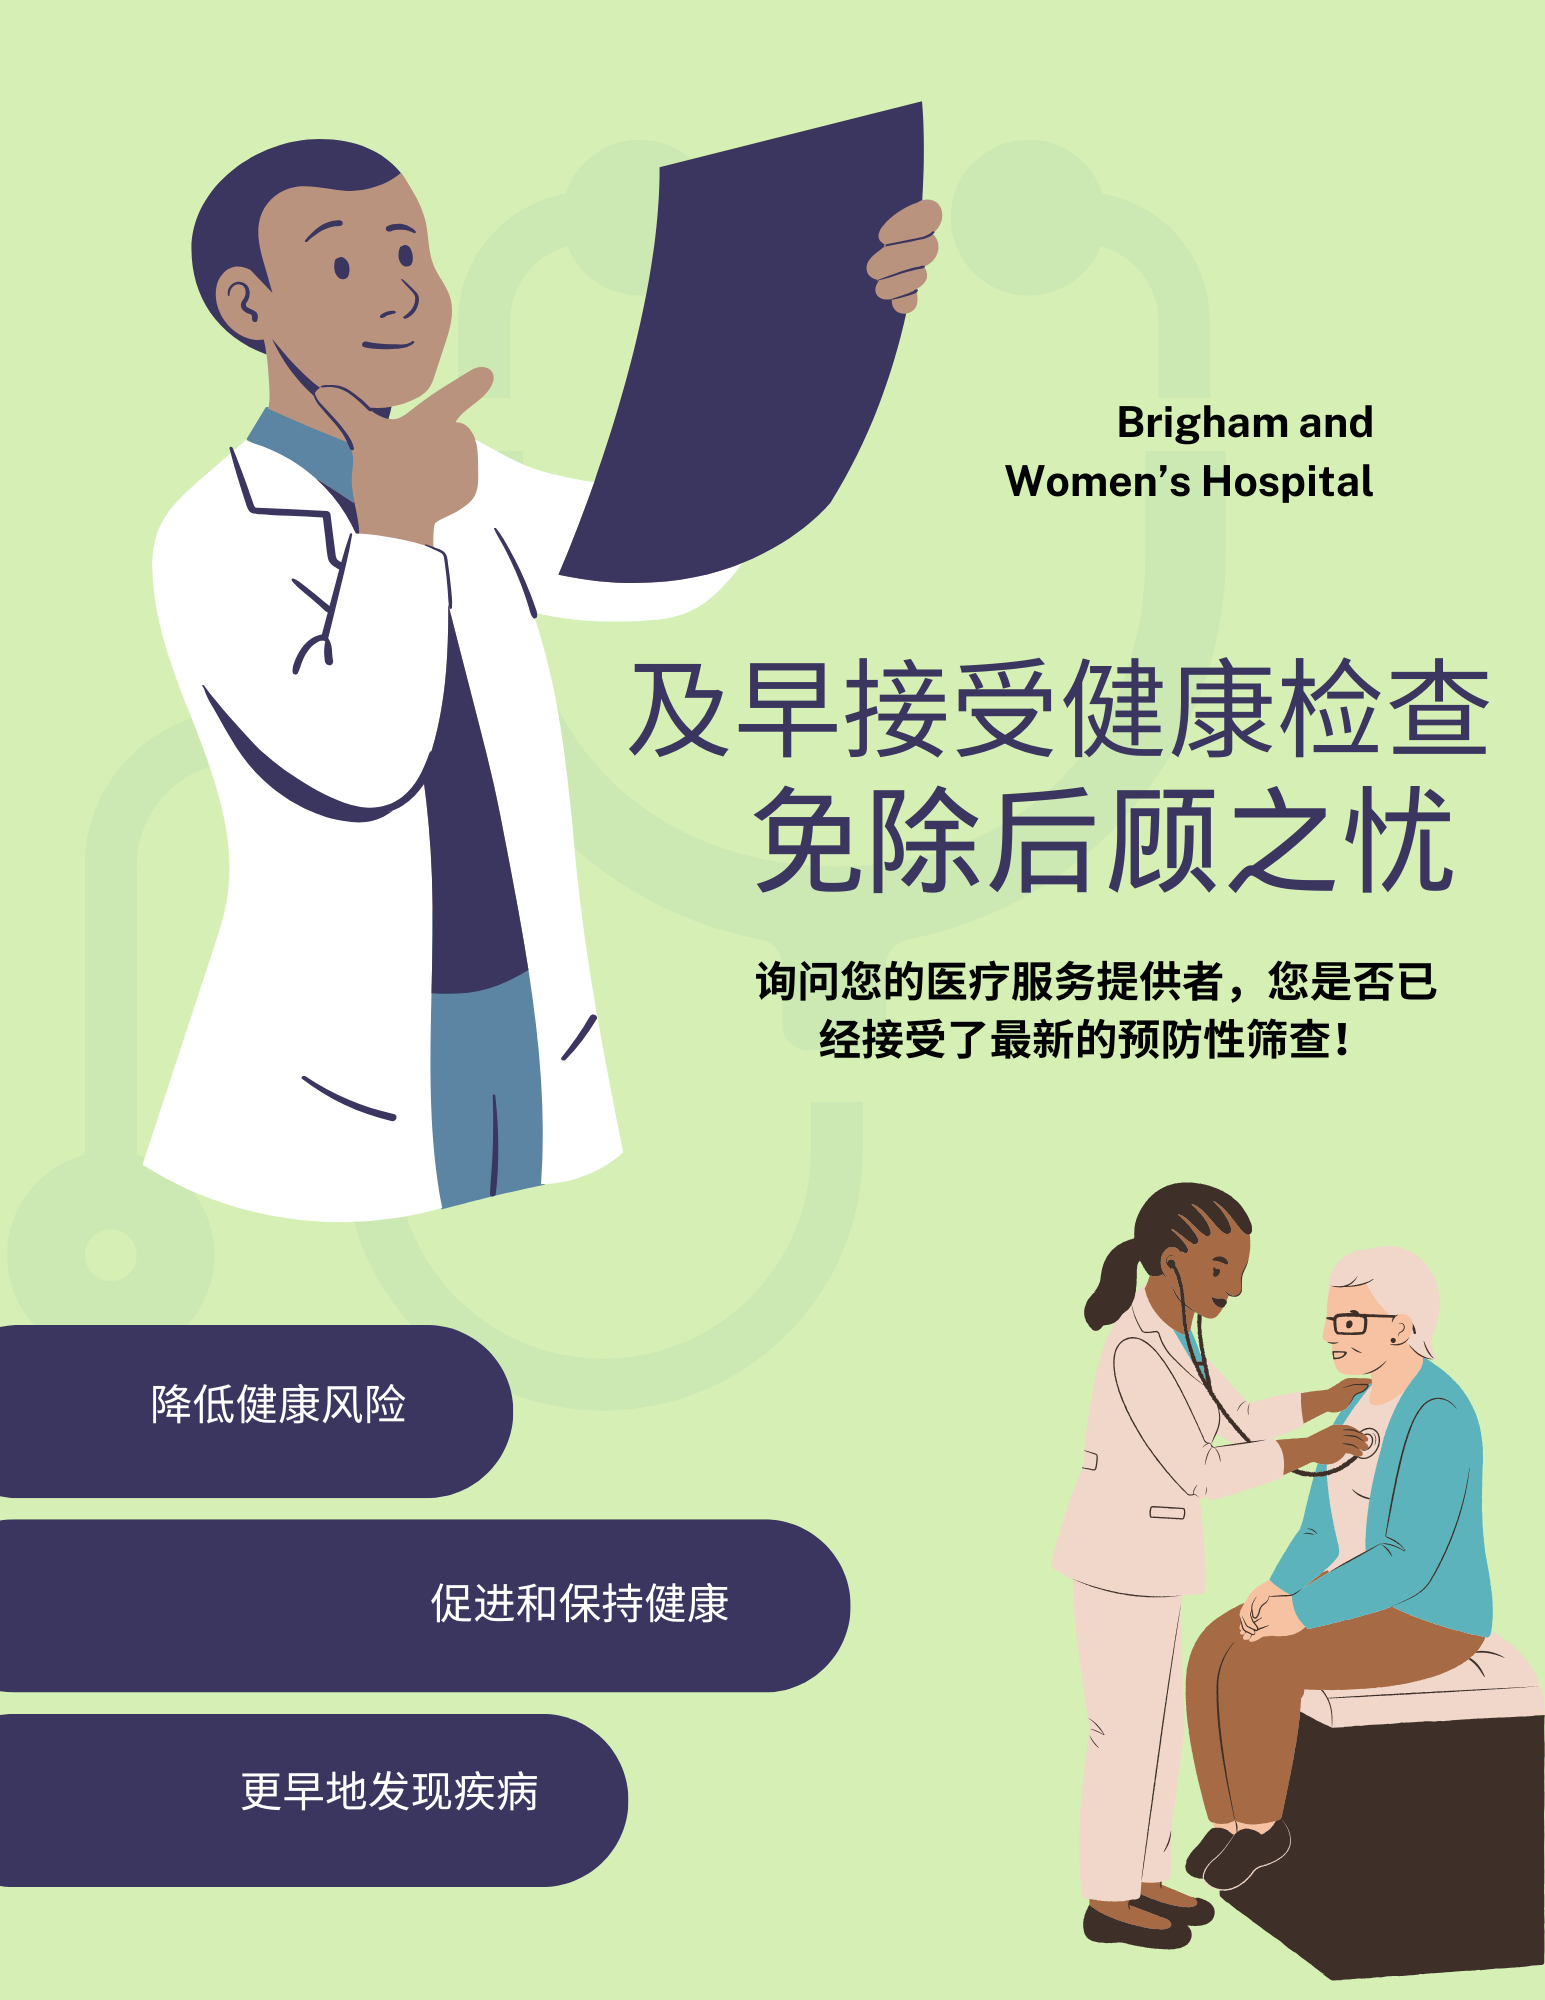 Brigham and
Women’s Hospital
及早接受健康检查
免除后顾之忧
询问您的医疗服务提供者，您是否已
经接受了最新的预防性筛查！
降低健康风险
促进和保持健康
更早地发现疾病